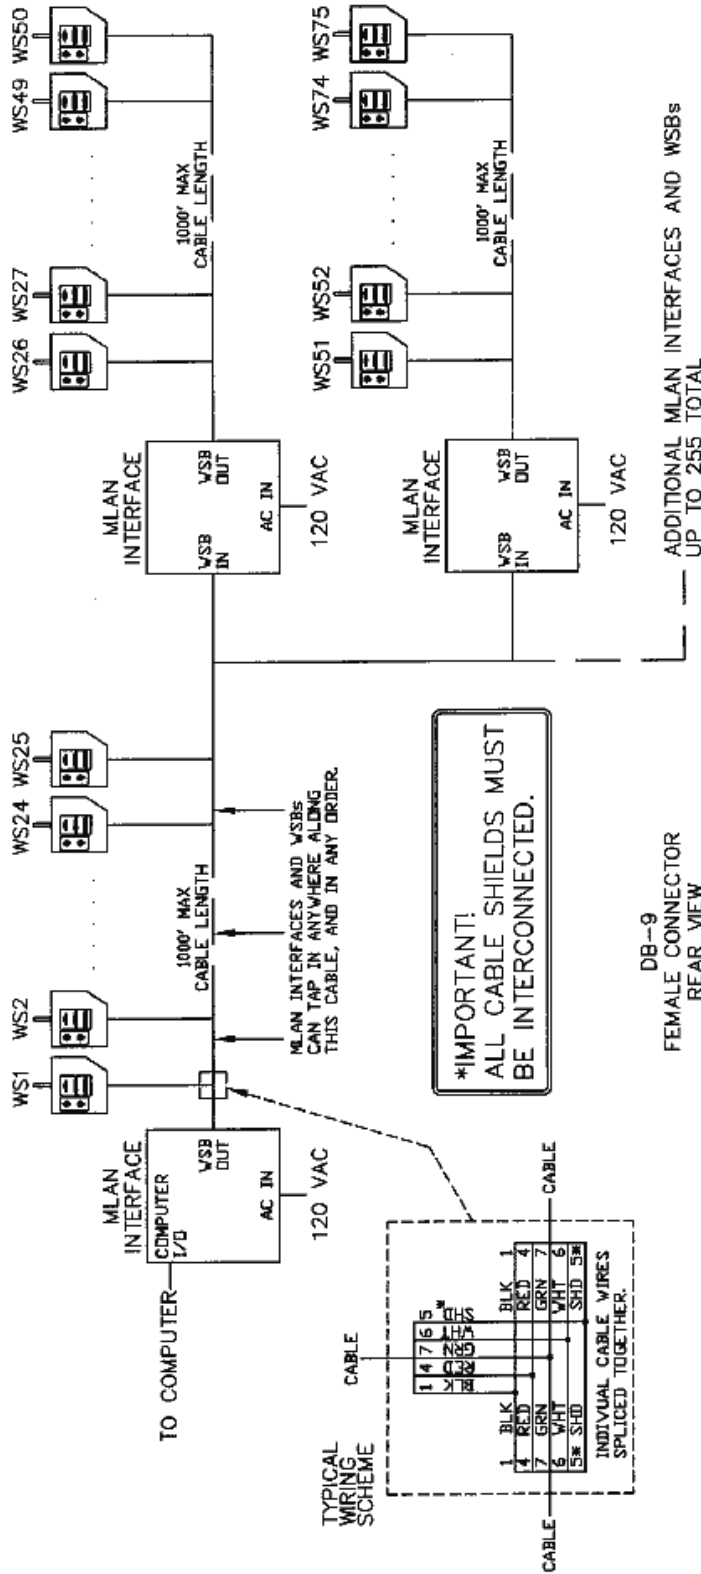 WS1
WS2
WS24
WS25
WS26
WS27
WS49
WS50
MLAN
INTERFACE
COMPUTER
I/O
WSB
OUT
AC IN
120 VAC
TO COMPUTER
1000' MAX
CABLE LENGTH
MLAN INTERFACES AND WSBs
CAN TAP IN ANYWHERE ALONG
THIS CABLE, AND IN ANY ORDER.
MLAN
INTERFACE
WSB
IN
WSB
OUT
AC IN
120 VAC
1000' MAX
CABLE LENGTH
WS51
WS52
WS74
WS75
MLAN
INTERFACE
WSB
IN
WSB
OUT
AC IN
120 VAC
1000' MAX
CABLE LENGTH
TYPICAL
WIRING
SCHEME
CABLE
1 4 7 6 5*
BLK RED GRN WHT SHD
1 BLK BLK 1
4 RED RED 4
7 GRN GRN 7
6 WHT WHT 6
5* SHD SHD 5*
CABLE
CABLE
INDIVUAL CABLE WIRES
SPLICED TOGETHER.
*IMPORTANT!
ALL CABLE SHIELDS MUST
BE INTERCONNECTED.
ADDITIONAL MLAN INTERFACES AND WSBs
UP TO 255 TOTAL
DB-9
FEMALE CONNECTOR
REAR VIEW